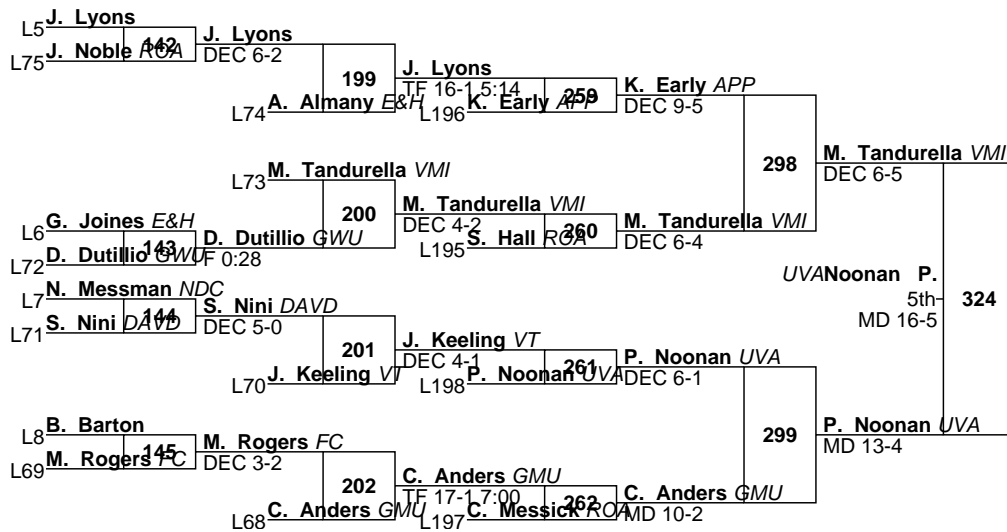 J. Lyons
L5
142
J. Lyons
J. Noble ROA
L75
DEC 6-2
199
J. Lyons
TF 16-1 5:14
259
K. Early APP
A. Almany E&H
L74
K. Early APP
L196
DEC 9-5
298
M. Tandurella VMI
DEC 6-5
M. Tandurella VMI
L73
200
M. Tandurella VMI
DEC 4-2
260
M. Tandurella VMI
G. Joines E&H
L6
143
D. Dutillio GWU
S. Hall ROA
L195
DEC 6-4
D. Dutillio GWU
L72
F 0:28
UVA Noonan P.
5th
324
MD 16-5
N. Messman NDC
L7
144
S. Nini DAVD
S. Nini DAVD
L71
DEC 5-0
201
J. Keeling VT
DEC 4-1
261
P. Noonan UVA
J. Keeling VT
L70
P. Noonan UVA
L198
DEC 6-1
299
P. Noonan UVA
MD 13-4
B. Barton
L8
145
M. Rogers FC
M. Rogers FC
L69
DEC 3-2
202
C. Anders GMU
TF 17-1 7:00
262
C. Anders GMU
C. Anders GMU
L68
C. Messick ROA
L197
MD 10-2